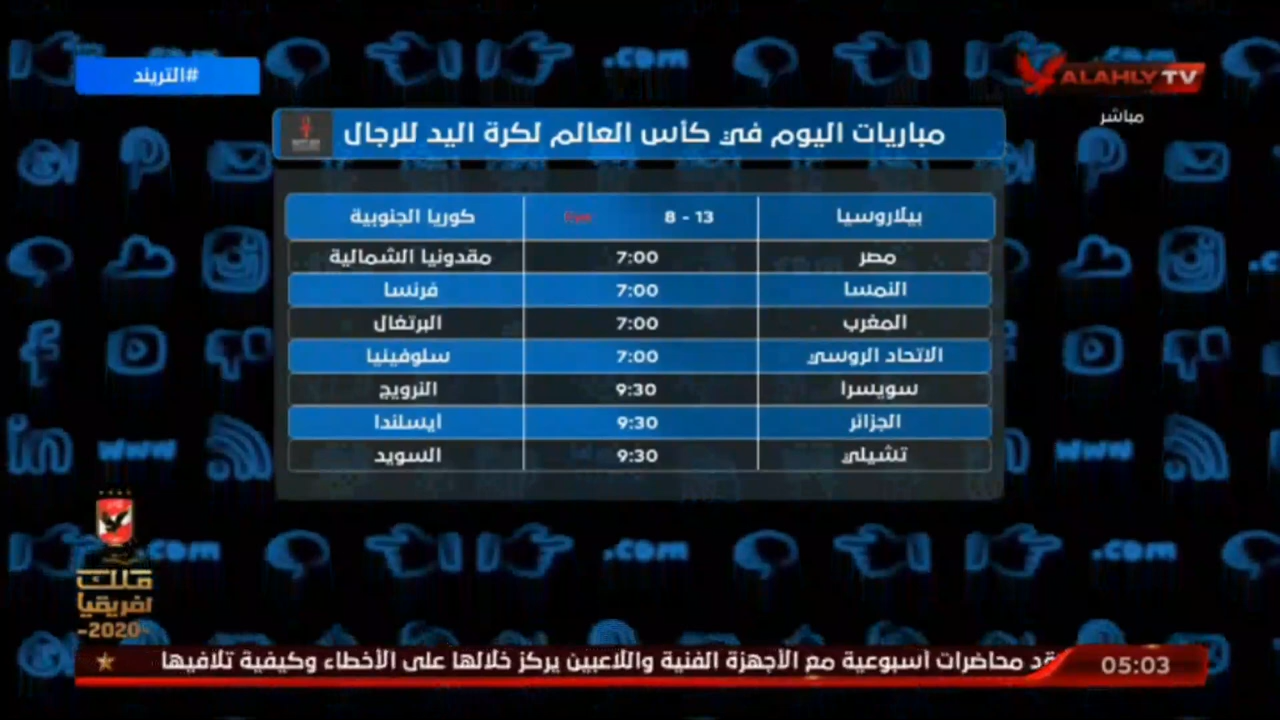 #التريند
ALAHLY TV
مباشر
مباريات اليوم في كأس العالم لكرة اليد للرجال
بيلاروسيا 13 - 8 كوريا الجنوبية
مصر 7:00 مقدونيا الشمالية
النمسا 7:00 فرنسا
المغرب 7:00 البرتغال
الاتحاد الروسي 7:00 سلوفينيا
سويسرا 9:30 النرويج
الجزائر 9:30 ايسلندا
تشيلي 9:30 السويد
ملك
افريقيا
-2020-
محاضرات أسبوعية مع الأجهزة الفنية واللاعبين يركز خلالها على الأخطاء وكيفية تلافيها
05:03